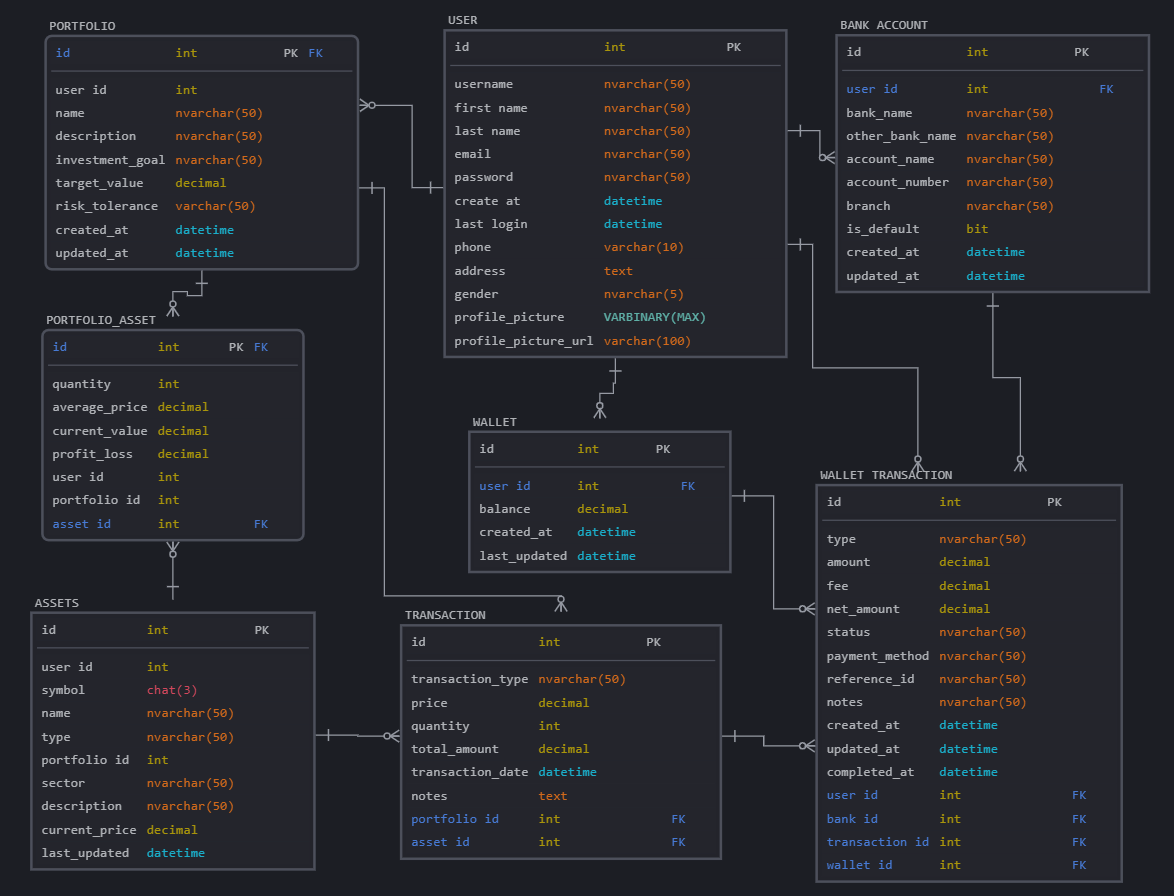 PORTFOLIO
id int PK FK
user id int
name nvarchar(50)
description nvarchar(50)
investment_goal nvarchar(50)
target_value decimal
risk_tolerance varchar(50)
created_at datetime
updated_at datetime
USER
id int PK
username nvarchar(50)
first name nvarchar(50)
last name nvarchar(50)
email nvarchar(50)
password nvarchar(50)
create at datetime
last login datetime
phone varchar(10)
address text
gender nvarchar(5)
profile_picture VARBINARY(MAX)
profile_picture_url varchar(100)
BANK ACCOUNT
id int PK
user id int FK
bank_name nvarchar(50)
other_bank_name nvarchar(50)
account_name nvarchar(50)
account_number nvarchar(50)
branch nvarchar(50)
is_default bit
created_at datetime
updated_at datetime
PORTFOLIO_ASSET
id int PK FK
quantity int
average_price decimal
current_value decimal
profit_loss decimal
user id int
portfolio id int
asset id int FK
WALLET
id int PK
user id int FK
balance decimal
created_at datetime
last_updated datetime
WALLET TRANSACTION
id int PK
type nvarchar(50)
amount decimal
fee decimal
net_amount decimal
status nvarchar(50)
payment_method nvarchar(50)
reference_id nvarchar(50)
notes nvarchar(50)
created_at datetime
updated_at datetime
completed_at datetime
user id int FK
bank id int FK
transaction id int FK
wallet id int FK
ASSETS
id int PK
user id int
symbol chat(3)
name nvarchar(50)
type nvarchar(50)
portfolio id int
sector nvarchar(50)
description nvarchar(50)
current_price decimal
last_updated datetime
TRANSACTION
id int PK
transaction_type nvarchar(50)
price decimal
quantity int
total_amount decimal
transaction_date datetime
notes text
portfolio id int FK
asset id int FK